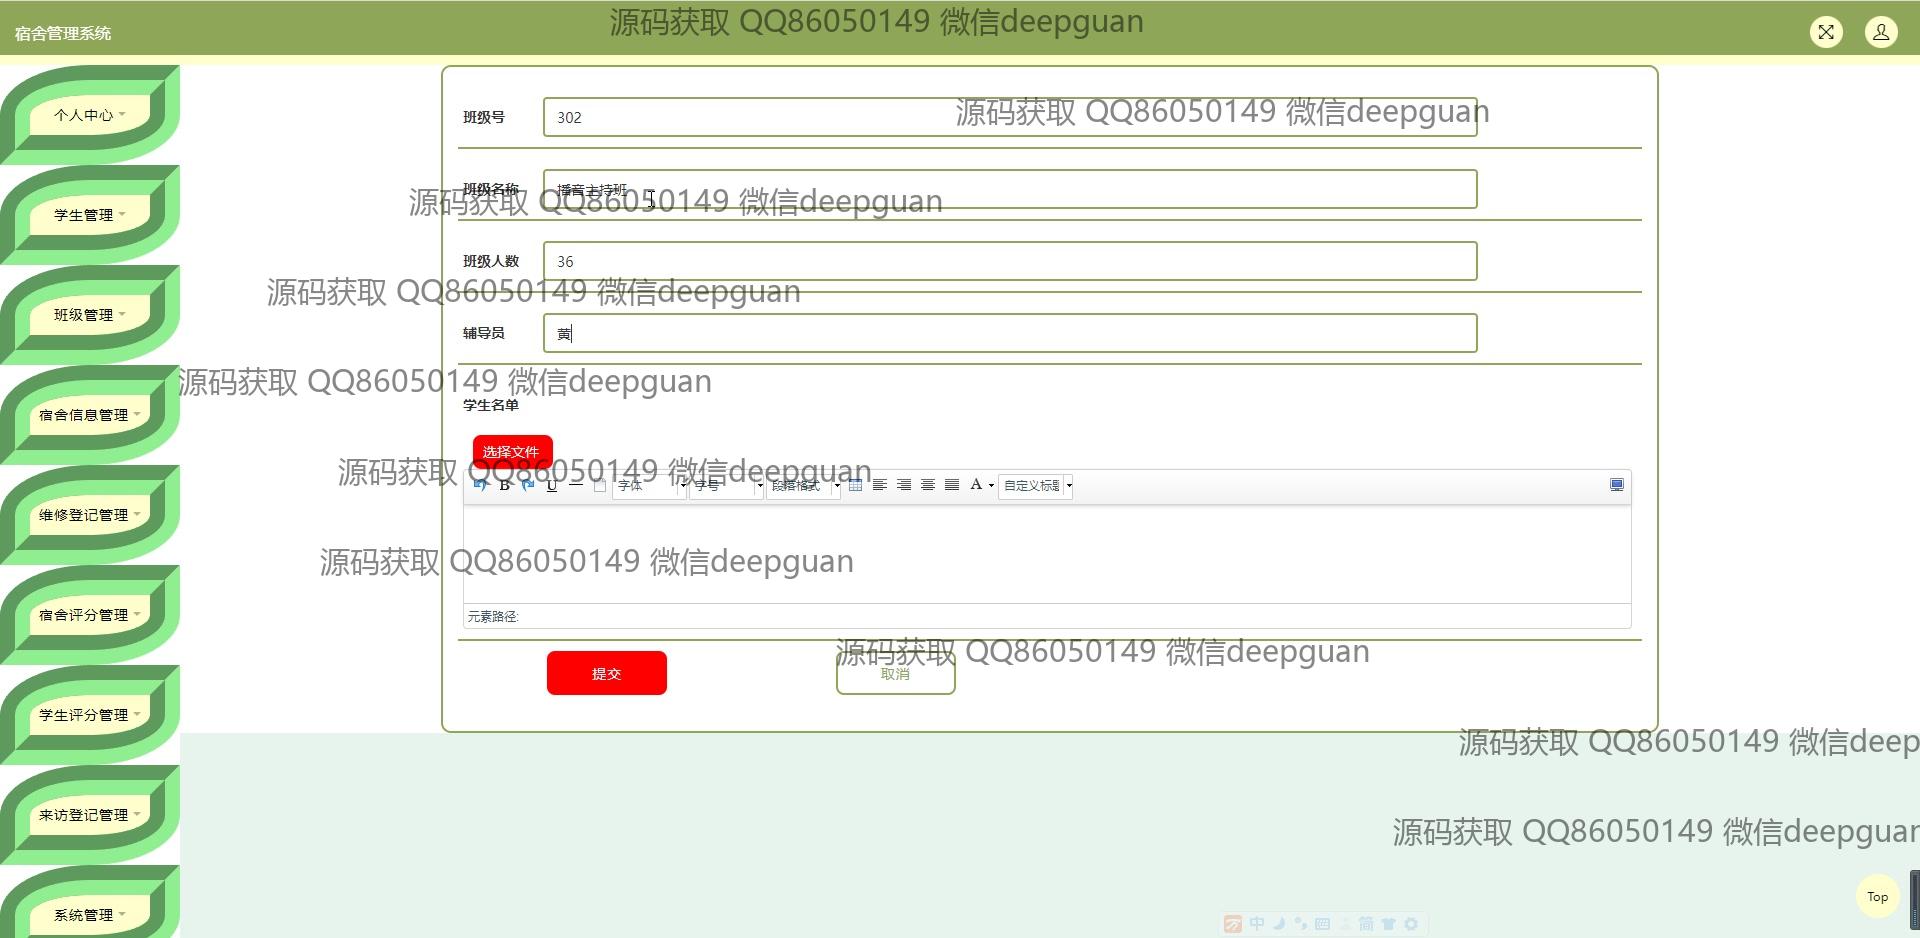 宿舍管理系统
源码获取 QQ86050149 微信deepguan
个人中心
学生管理
班级管理
宿舍信息管理
维修登记管理
宿舍评分管理
学生评分管理
来访登记管理
系统管理
班级号 302
源码获取 QQ86050149 微信deepguan
班级名称 播音主持班
源码获取 QQ86050149 微信deepguan
班级人数 36
源码获取 QQ86050149 微信deepguan
辅导员 黄
源码获取 QQ86050149 微信deepguan
学生名单
选择文件
源码获取 QQ86050149 微信deepguan
B U 字体 字号 段落格式 A 自定义标题
源码获取 QQ86050149 微信deepguan
元素路径:
源码获取 QQ86050149 微信deepguan
提交 取消
源码获取 QQ86050149 微信deep
源码获取 QQ86050149 微信deepguan
Top
中 简